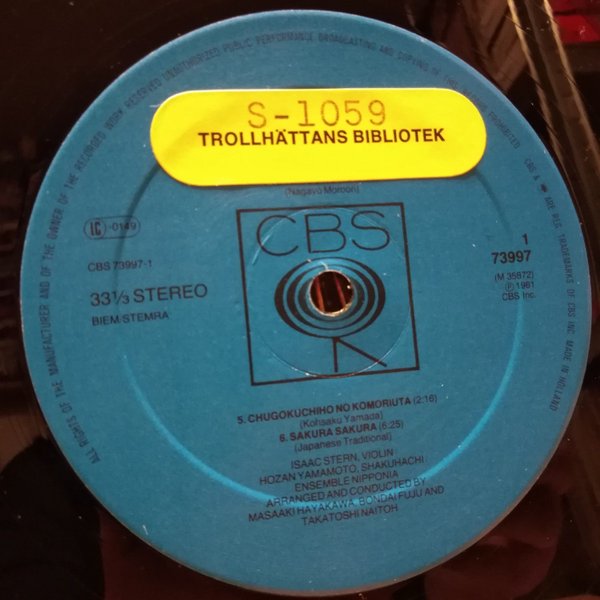 S-1059
TROLLHÄTTANS BIBLIOTEK
(Nagayo Moroon)
CBS
LC -0149
CBS 73997-1
33⅓ STEREO
BIEM/STEMRA
1
73997
(M 35872)
℗ 1981
CBS Inc.
5. CHUGOKUCHIHO NO KOMORIUTA (2:16)
(Kohsaku Yamada)
6. SAKURA SAKURA (6:25)
(Japanese Traditional)
ISAAC STERN, VIOLIN
HOZAN YAMAMOTO, SHAKUHACHI
ENSEMBLE NIPPONIA
ARRANGED AND CONDUCTED BY
MASAAKI HAYAKAWA, BONDAI FUJU AND
TAKATOSHI NAITOH
ALL RIGHTS OF THE MANUFACTURER AND OF THE OWNER OF THE RECORDED WORK RESERVED UNAUTHORIZED PUBLIC PERFORMANCE BROADCASTING AND COPYING OF THIS RECORD PROHIBITED CBS & ARE REG. TRADEMARKS OF CBS INC. MADE IN HOLLAND